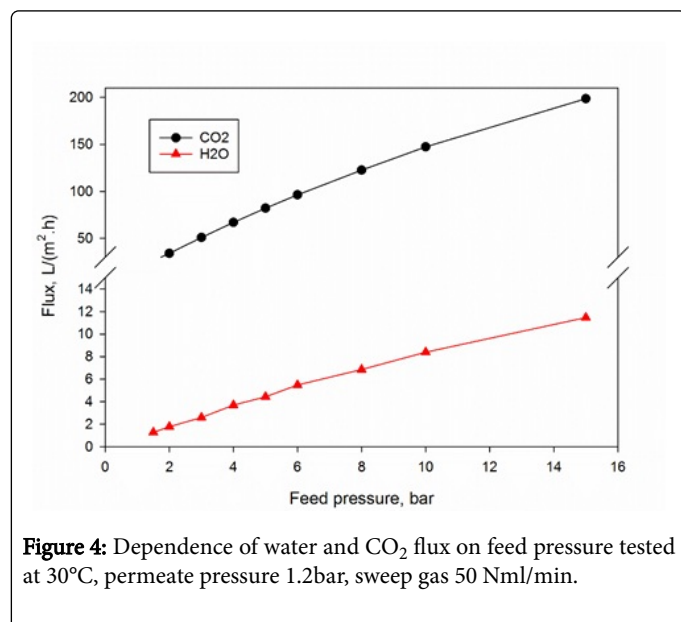 200
150
100
50
14
12
10
8
6
4
2
0
Flux, L/(m².h)
CO2
H2O
0 2 4 6 8 10 12 14 16
Feed pressure, bar
Figure 4: Dependence of water and CO₂ flux on feed pressure tested
at 30°C, permeate pressure 1.2bar, sweep gas 50 Nml/min.